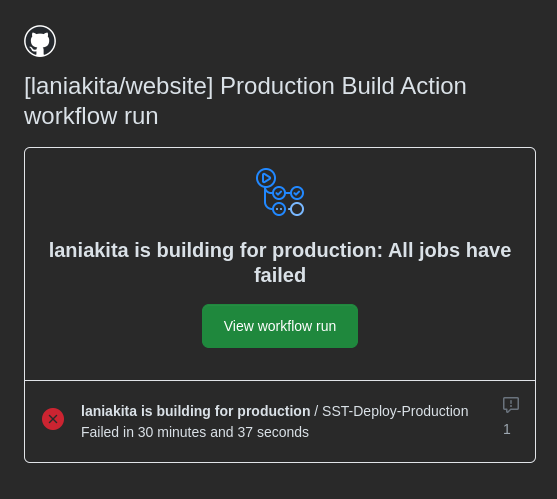 [laniakita/website] Production Build Action
workflow run
laniakita is building for production: All jobs have
failed
View workflow run
laniakita is building for production / SST-Deploy-Production
Failed in 30 minutes and 37 seconds
1